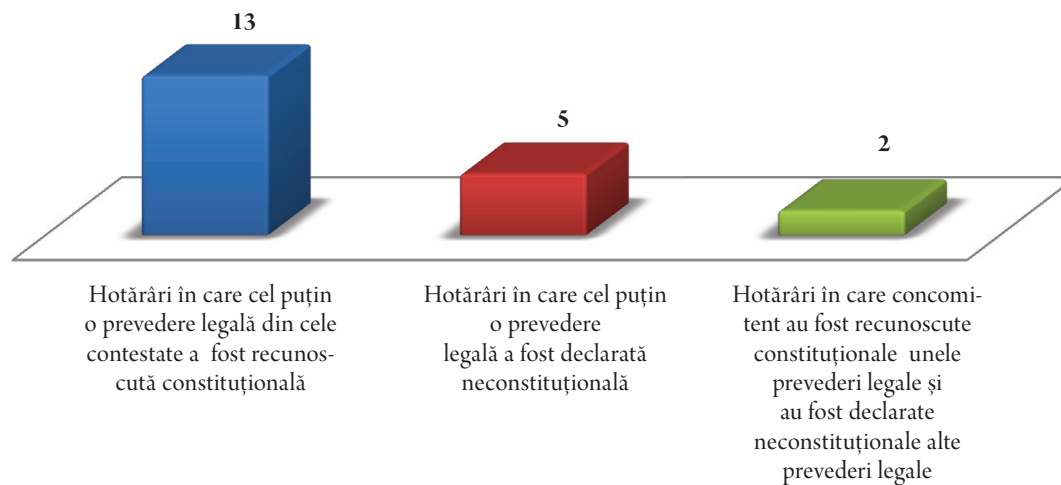 13
5
2
Hotărâri în care cel puțin
o prevedere legală din cele
contestate a fost recunos-
cută constituțională
Hotărâri în care cel puțin
o prevedere
legală a fost declarată
neconstituțională
Hotărâri în care concomi-
tent au fost recunoscute
constituționale unele
prevederi legale și
au fost declarate
neconstituționale alte
prevederi legale